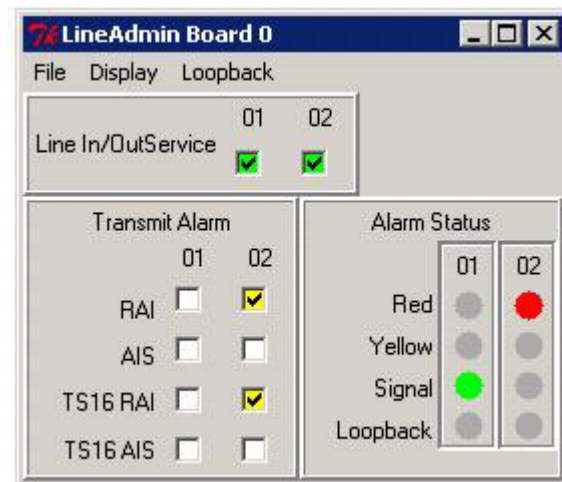 LineAdmin Board 0
File Display Loopback
01 02
Line In/OutService
Transmit Alarm
01 02
RAI
AIS
TS16 RAI
TS16 AIS
Alarm Status
01 02
Red
Yellow
Signal
Loopback